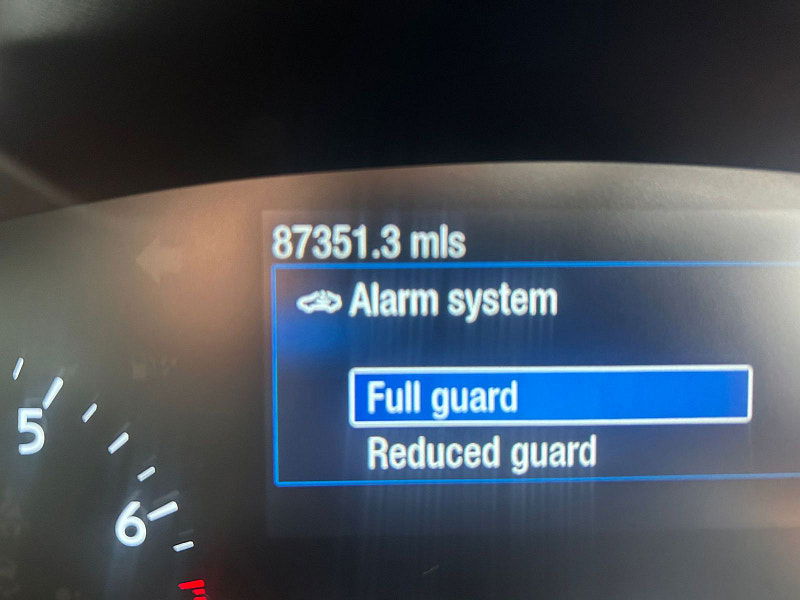 87351.3 mls
Alarm system
Full guard
Reduced guard
5
6